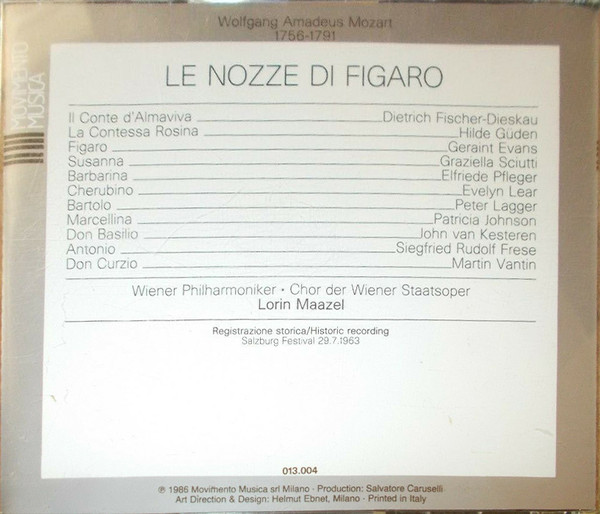 Wolfgang Amadeus Mozart
1756-1791
MOVIMENTO
MUSICA
LE NOZZE DI FIGARO
Il Conte d'Almaviva Dietrich Fischer-Dieskau
La Contessa Rosina Hilde Güden
Figaro Geraint Evans
Susanna Graziella Sciutti
Barbarina Elfriede Pfleger
Cherubino Evelyn Lear
Bartolo Peter Lagger
Marcellina Patricia Johnson
Don Basilio John van Kesteren
Antonio Siegfried Rudolf Frese
Don Curzio Martin Vantin
Wiener Philharmoniker · Chor der Wiener Staatsoper
Lorin Maazel
Registrazione storica/Historic recording
Salzburg Festival 29.7.1963
013.004
℗ 1986 Movimento Musica srl Milano · Production: Salvatore Caruselli
Art Direction & Design: Helmut Ebnet, Milano · Printed in Italy